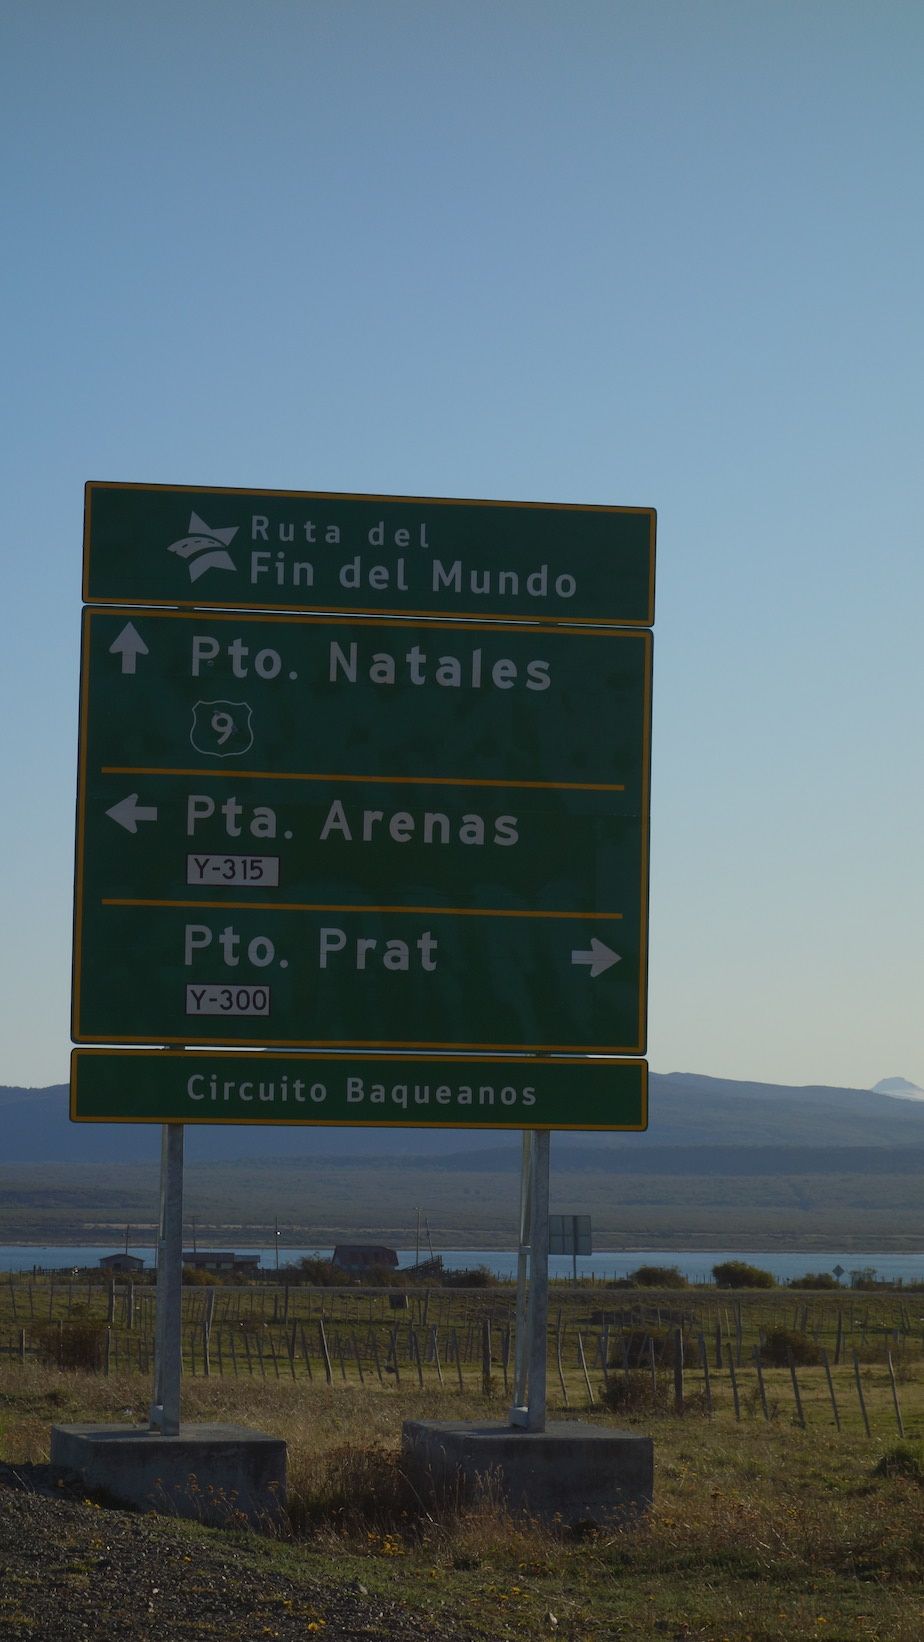 Ruta del
Fin del Mundo
Pto. Natales
9
Pta. Arenas
Y-315
Pto. Prat
Y-300
Circuito Baqueanos